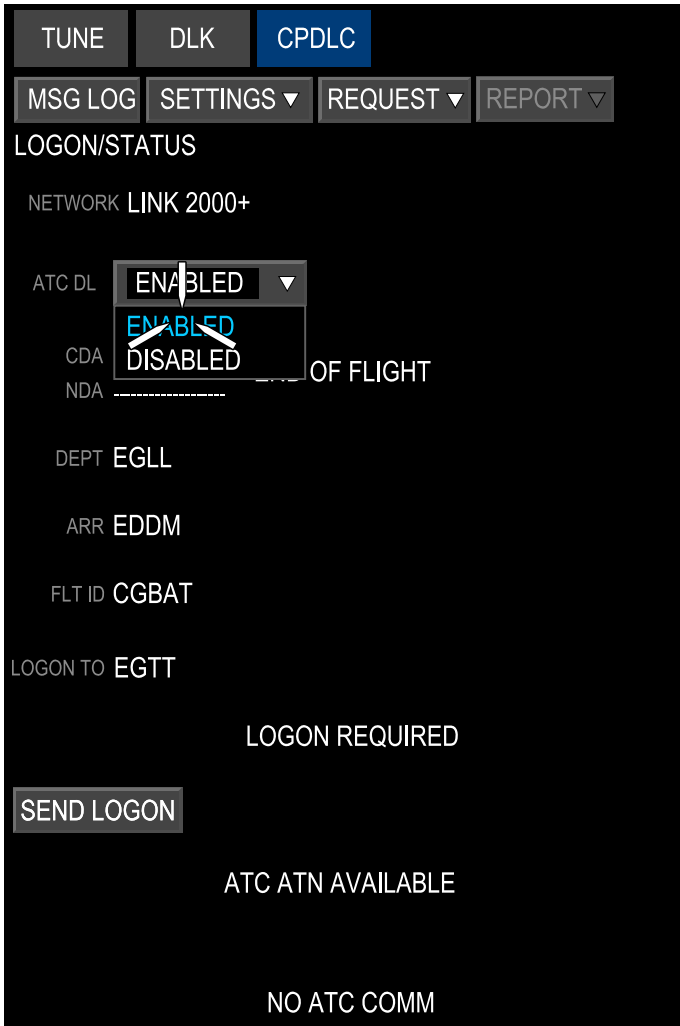 TUNE DLK CPDLC
MSG LOG SETTINGS REQUEST REPORT
LOGON/STATUS
NETWORK LINK 2000+
ATC DL ENABLED
ENABLED
CDA DISABLED
OF FLIGHT
NDA ------------------
DEPT EGLL
ARR EDDM
FLT ID CGBAT
LOGON TO EGTT
LOGON REQUIRED
SEND LOGON
ATC ATN AVAILABLE
NO ATC COMM